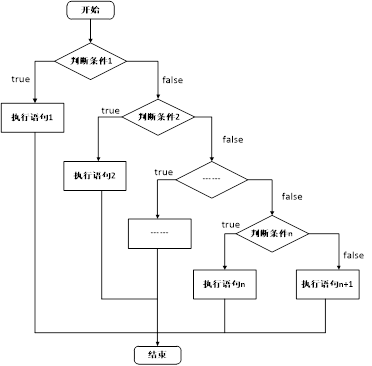 开始
判断条件1
true
false
执行语句1
判断条件2
true
false
执行语句2
······
true
false
······
判断条件n
true
false
执行语句n
执行语句n+1
结束